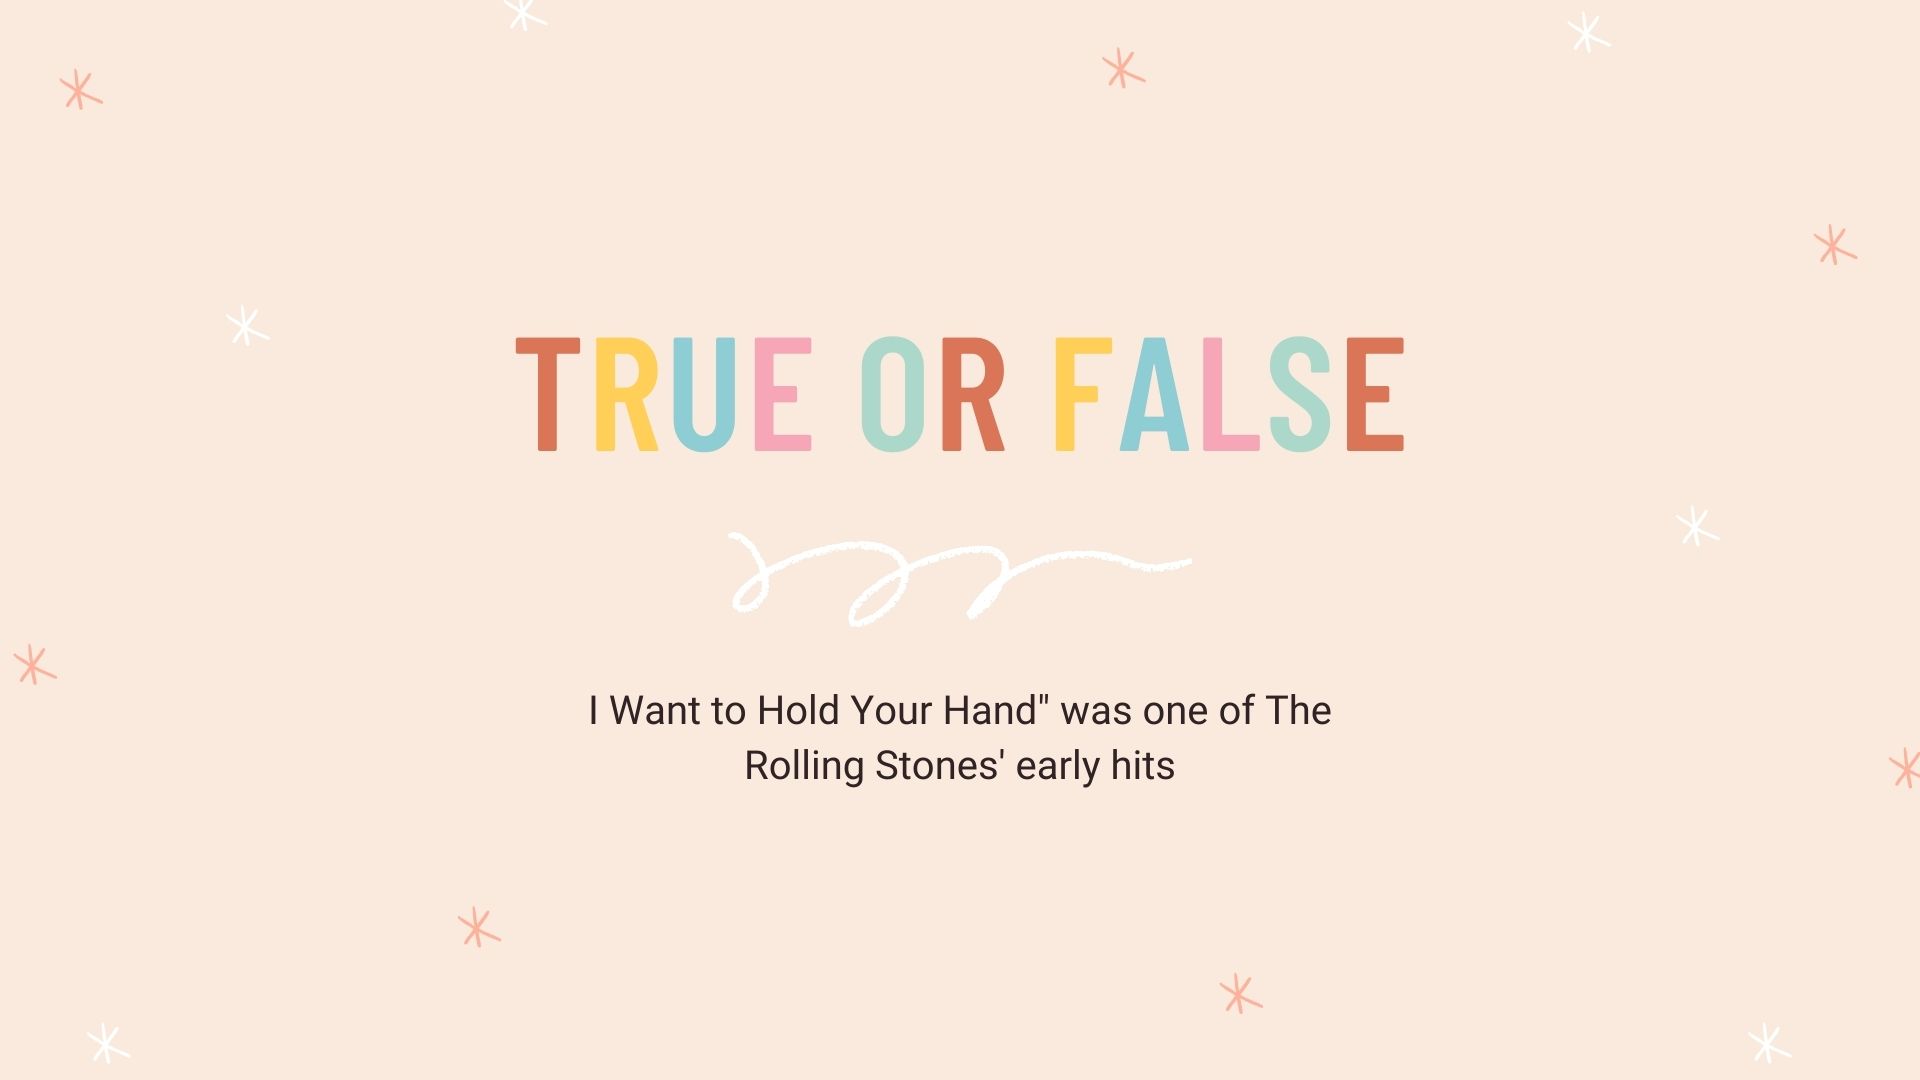 TRUE OR FALSE
I Want to Hold Your Hand" was one of The
Rolling Stones' early hits